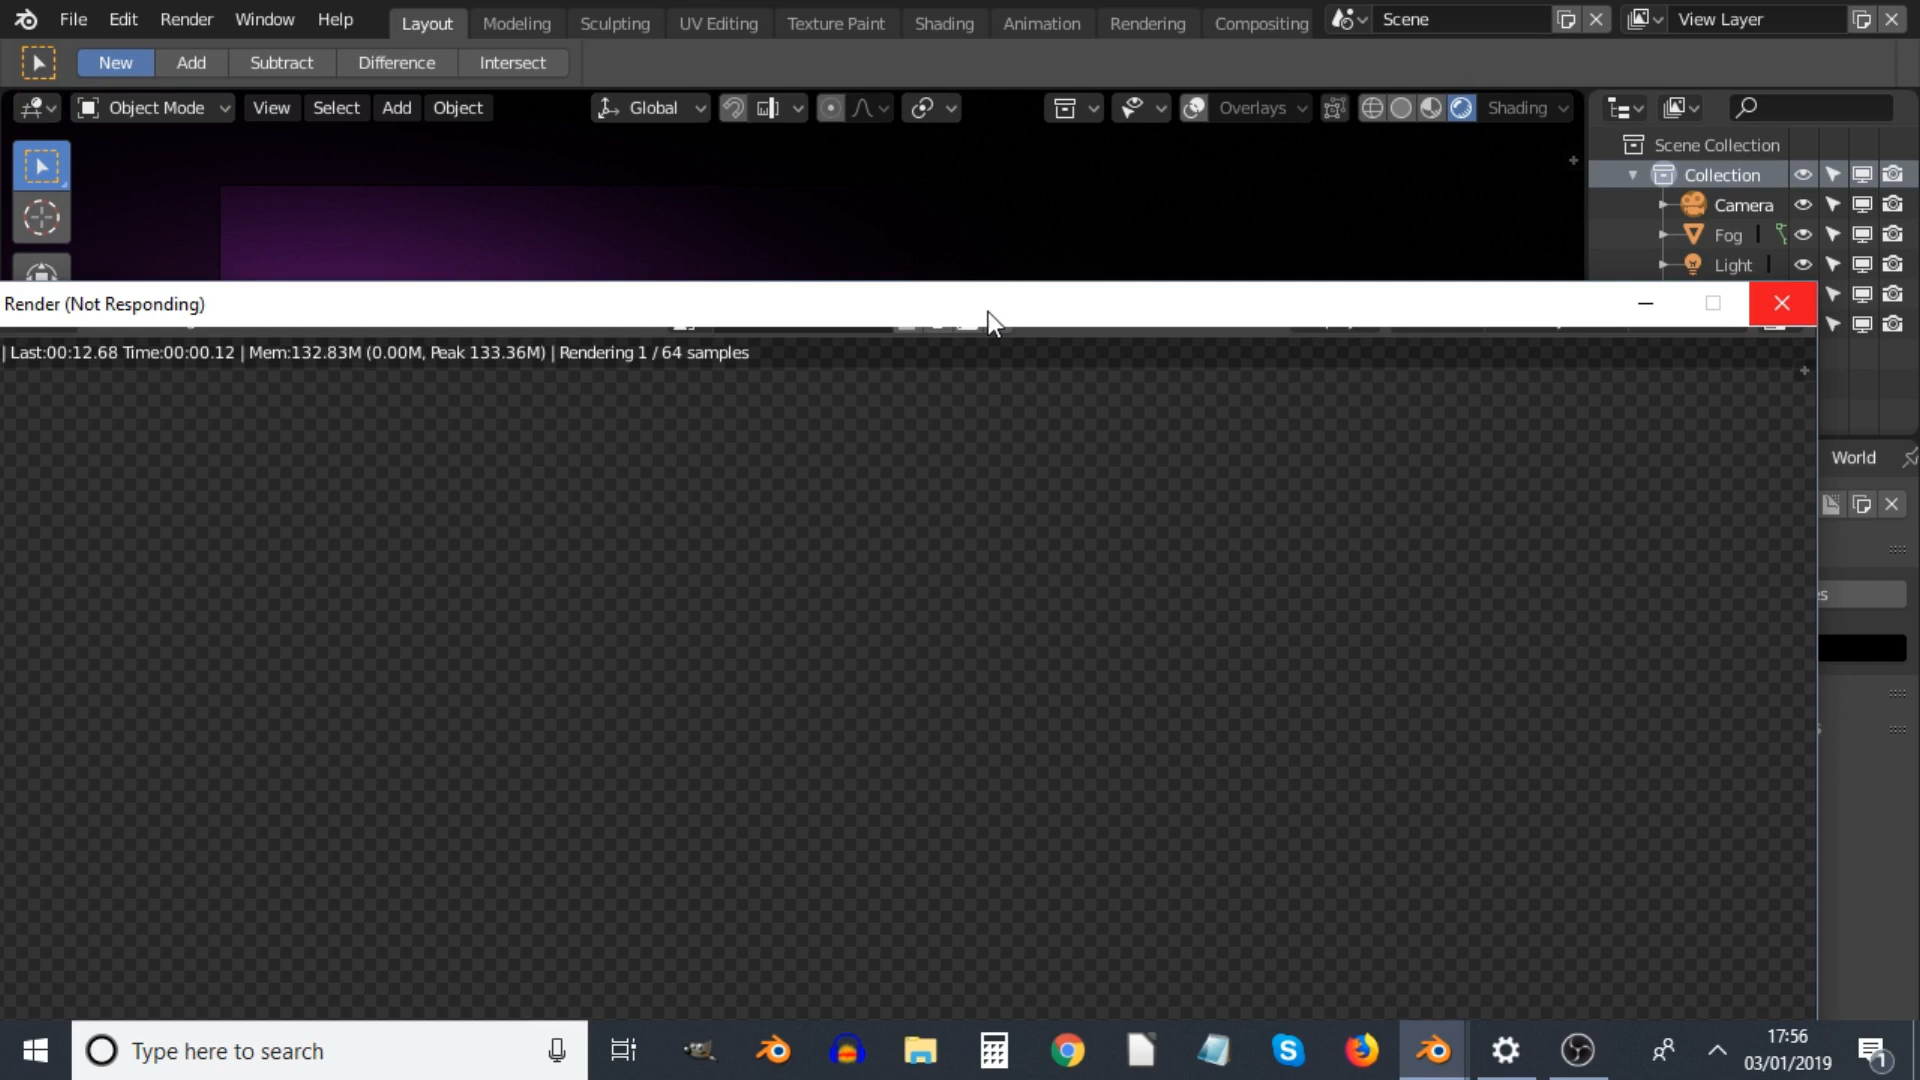 File Edit Render Window Help Layout Modeling Sculpting UV Editing Texture Paint Shading Animation Rendering Compositing Scene View Layer
New Add Subtract Difference Intersect
Object Mode View Select Add Object Global Overlays Shading
Scene Collection
Collection
Camera
Fog
Light
Render (Not Responding)
| Last:00:12.68 Time:00:00.12 | Mem:132.83M (0.00M, Peak 133.36M) | Rendering 1 / 64 samples
World
Type here to search
17:56
03/01/2019
1